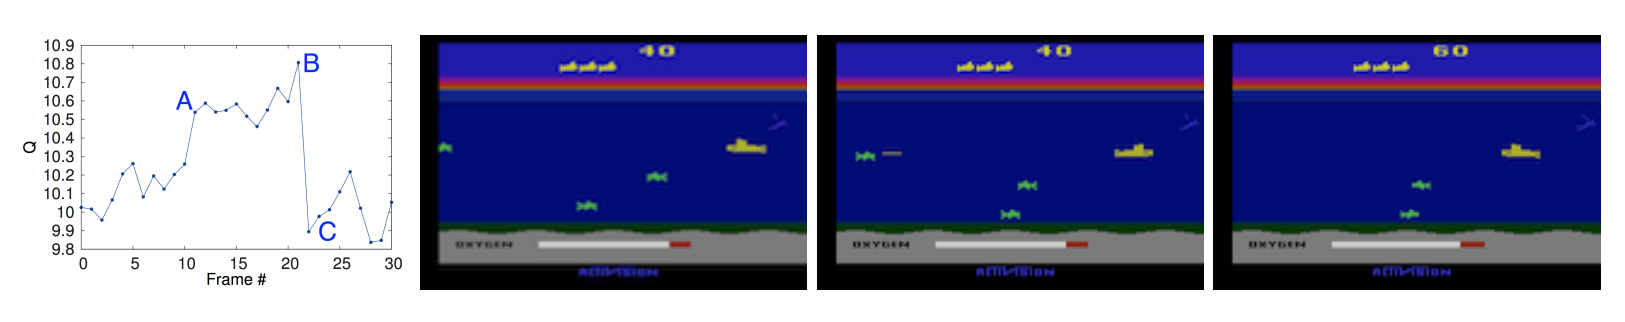 10.9
10.8
10.7
10.6
10.5
10.4
10.3
10.2
10.1
10
9.9
9.8
Q
A
B
C
0 5 10 15 20 25 30
Frame #
40
OXYGEN
ACTIVISION
40
OXYGEN
ACTIVISION
60
OXYGEN
ACTIVISION